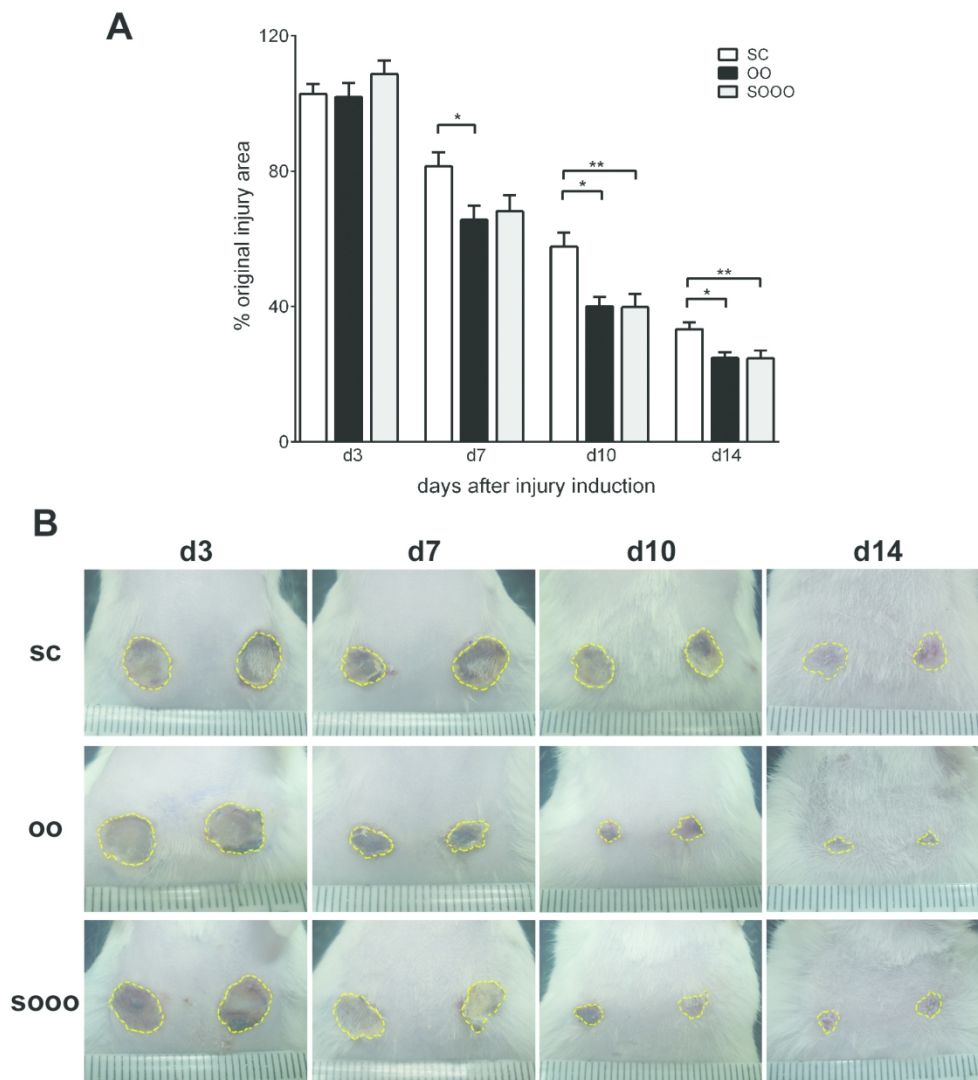 A
120
80
40
0
% original injury area
SC
OO
SOOO
*
**
*
**
*
d3 d7 d10 d14
days after injury induction
B
d3 d7 d10 d14
sc
oo
sooo